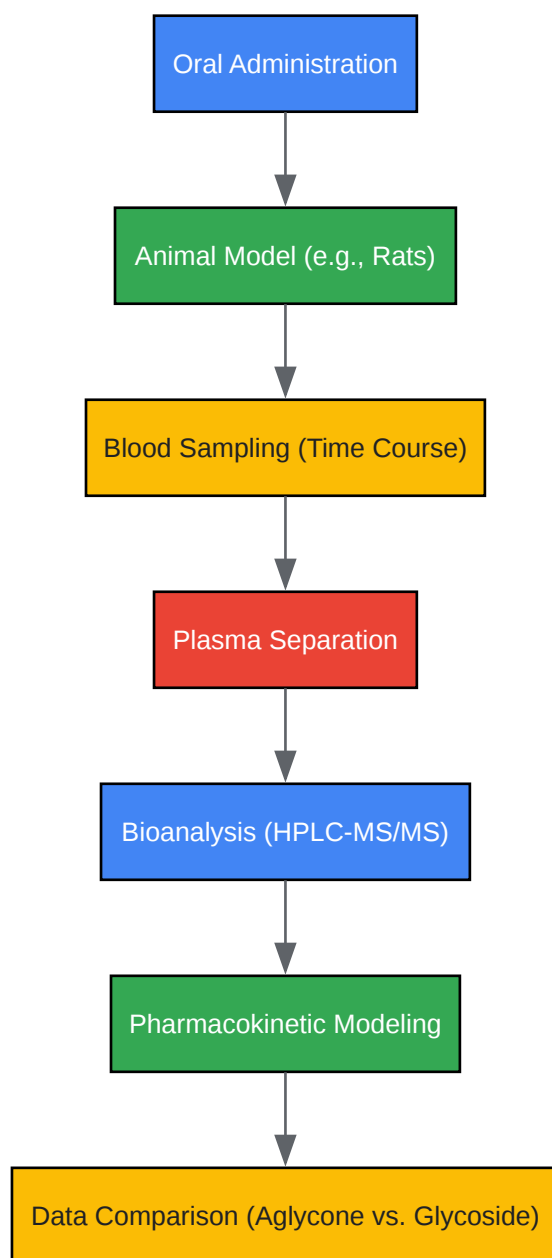 Oral Administration
Animal Model (e.g., Rats)
Blood Sampling (Time Course)
Plasma Separation
Bioanalysis (HPLC-MS/MS)
Pharmacokinetic Modeling
Data Comparison (Aglycone vs. Glycoside)